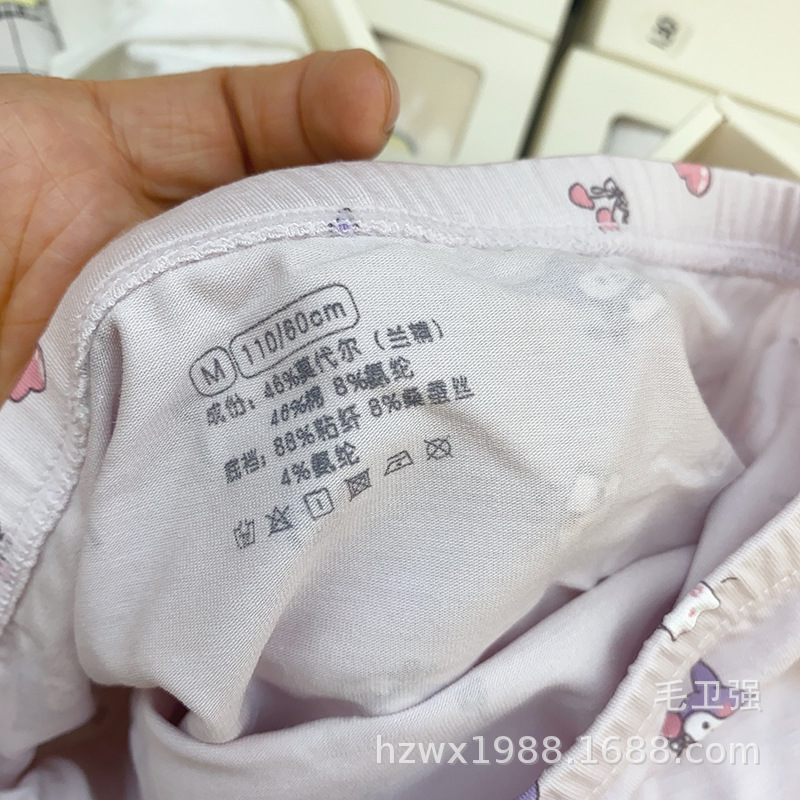 M 110/60cm
成份：46%莫代尔（兰精）
46%棉 8%氨纶
底裆：88%粘纤 8%桑蚕丝
4%氨纶
毛卫强
hzwx1988.1688.com